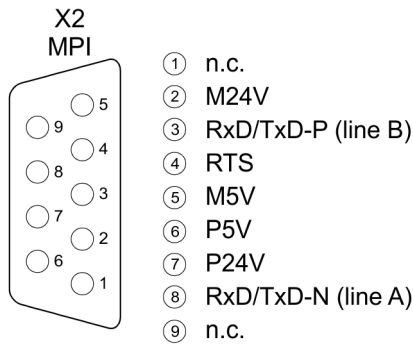 X2
MPI
5
9
4
8
3
7
2
6
1
1 n.c.
2 M24V
3 RxD/TxD-P (line B)
4 RTS
5 M5V
6 P5V
7 P24V
8 RxD/TxD-N (line A)
9 n.c.